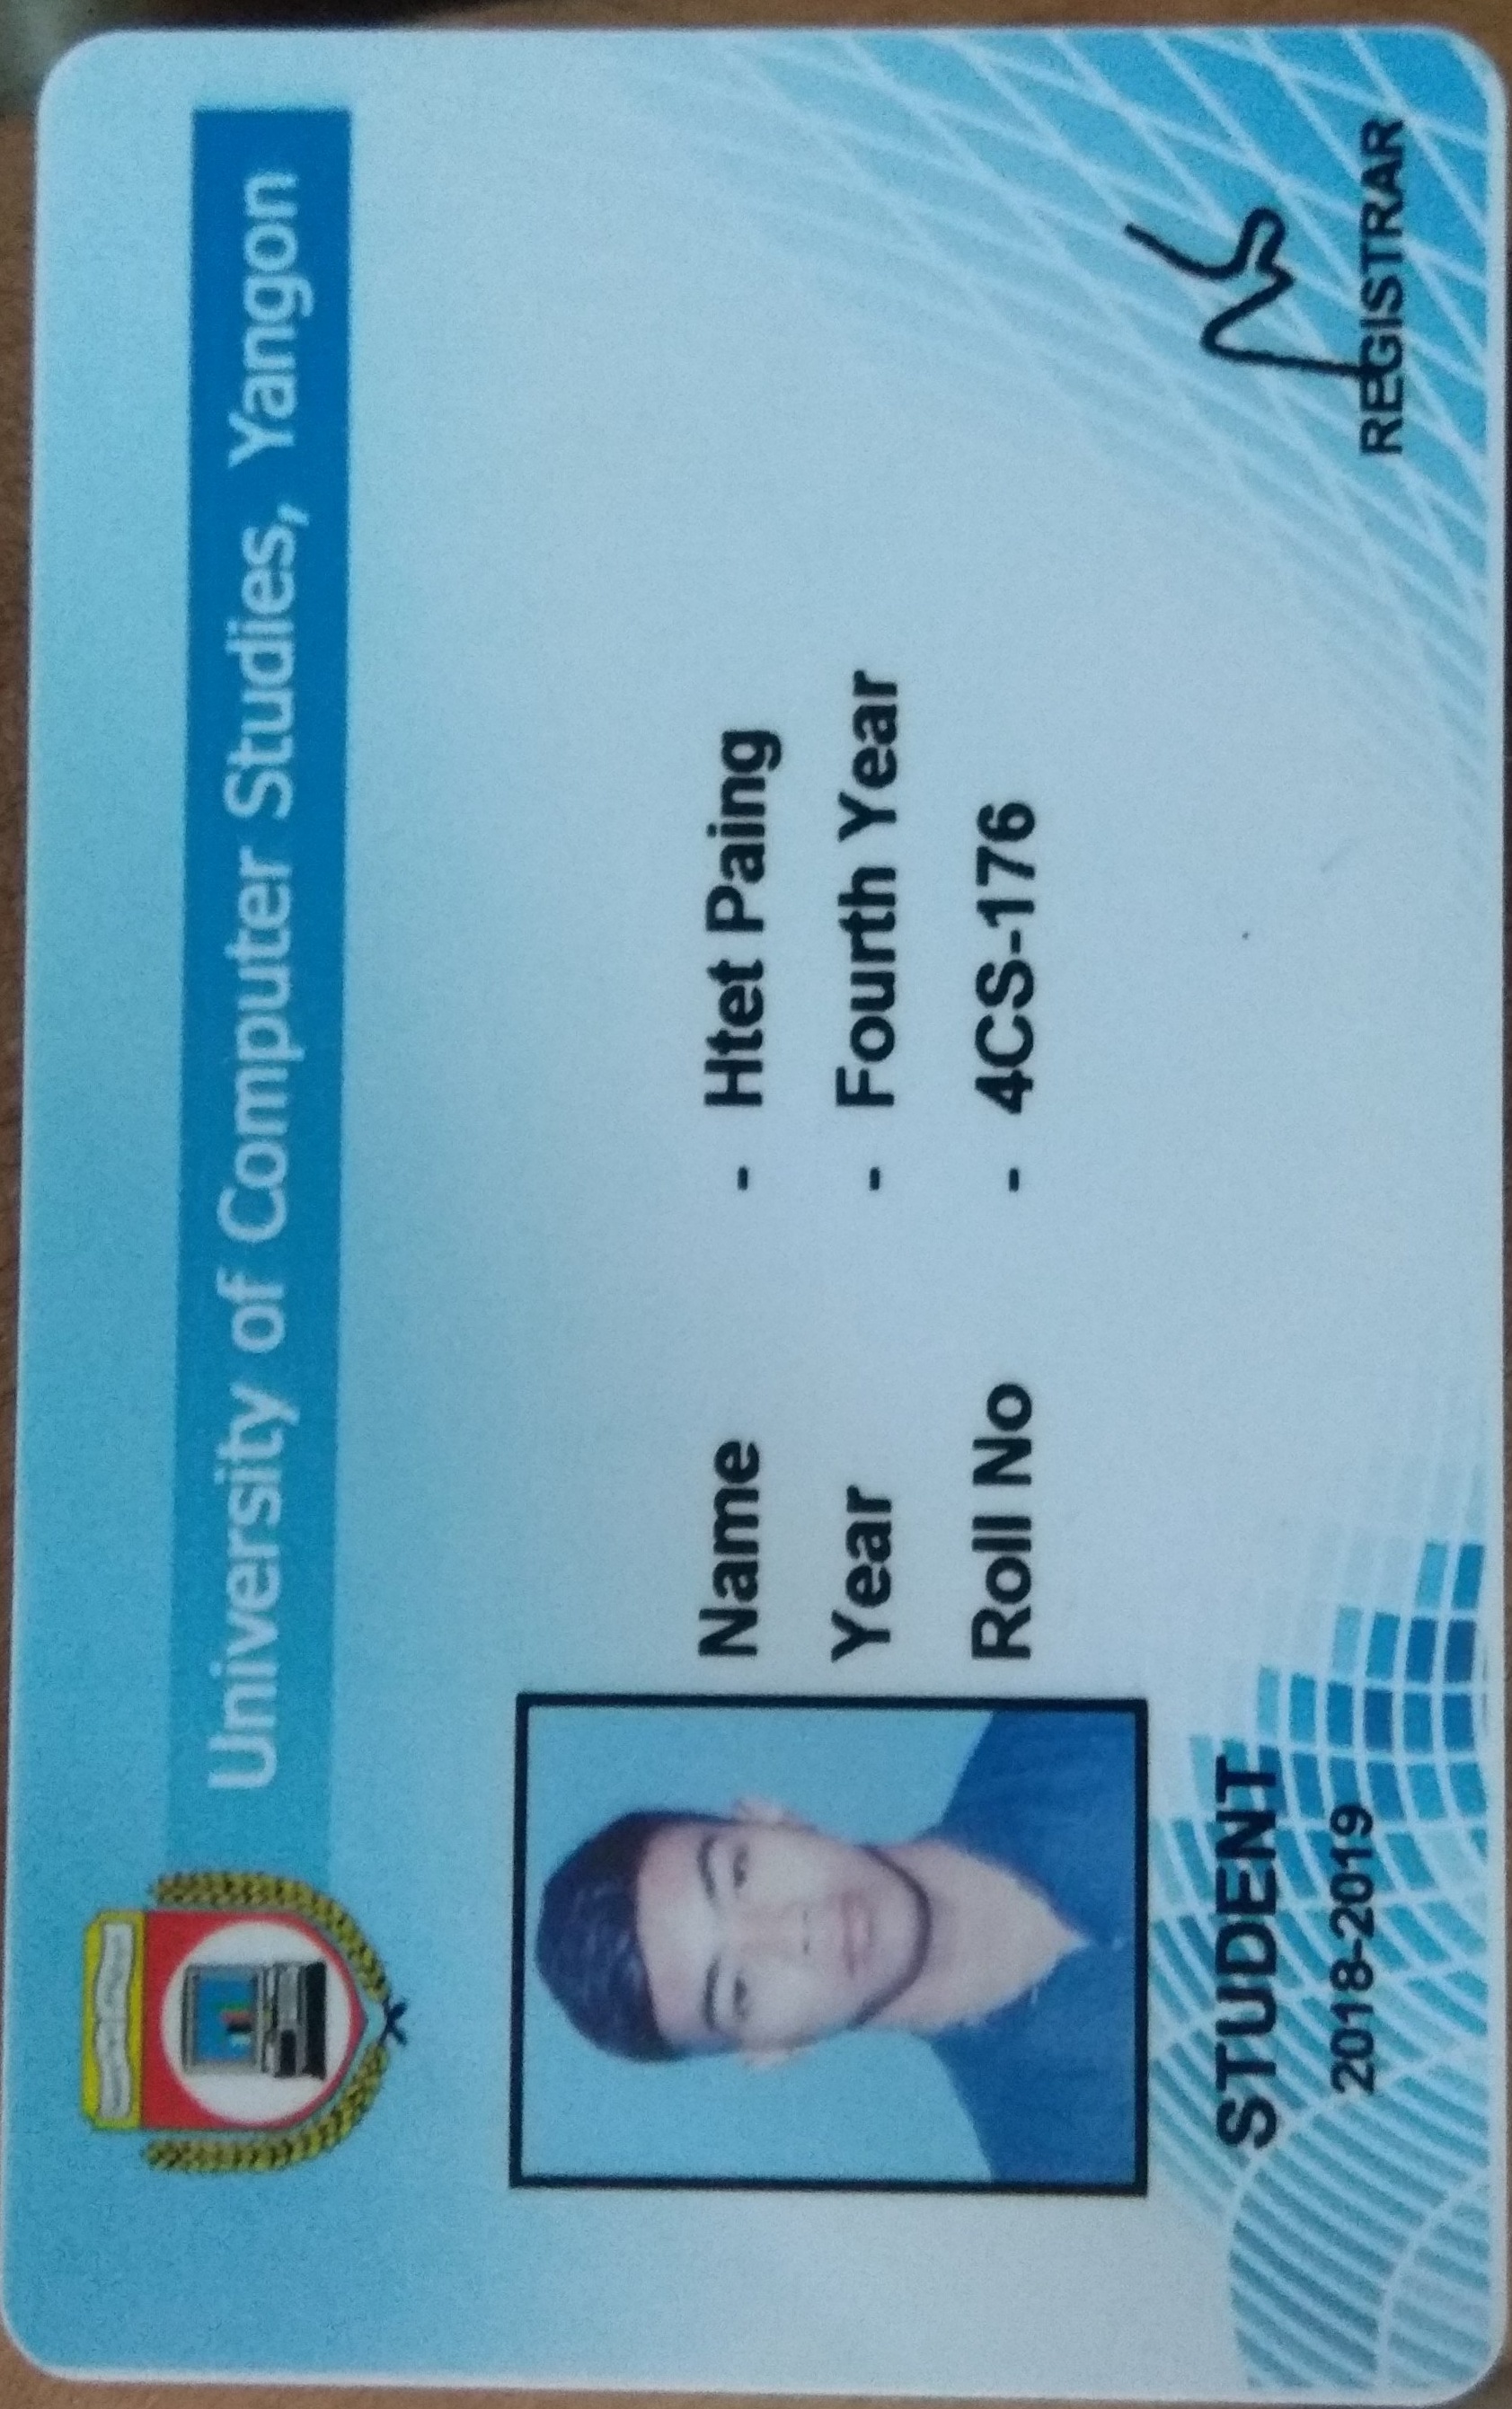 University of Computer Studies, Yangon
Name - Htet Paing
Year - Fourth Year
Roll No - 4CS-176
STUDENT
2018-2019
REGISTRAR